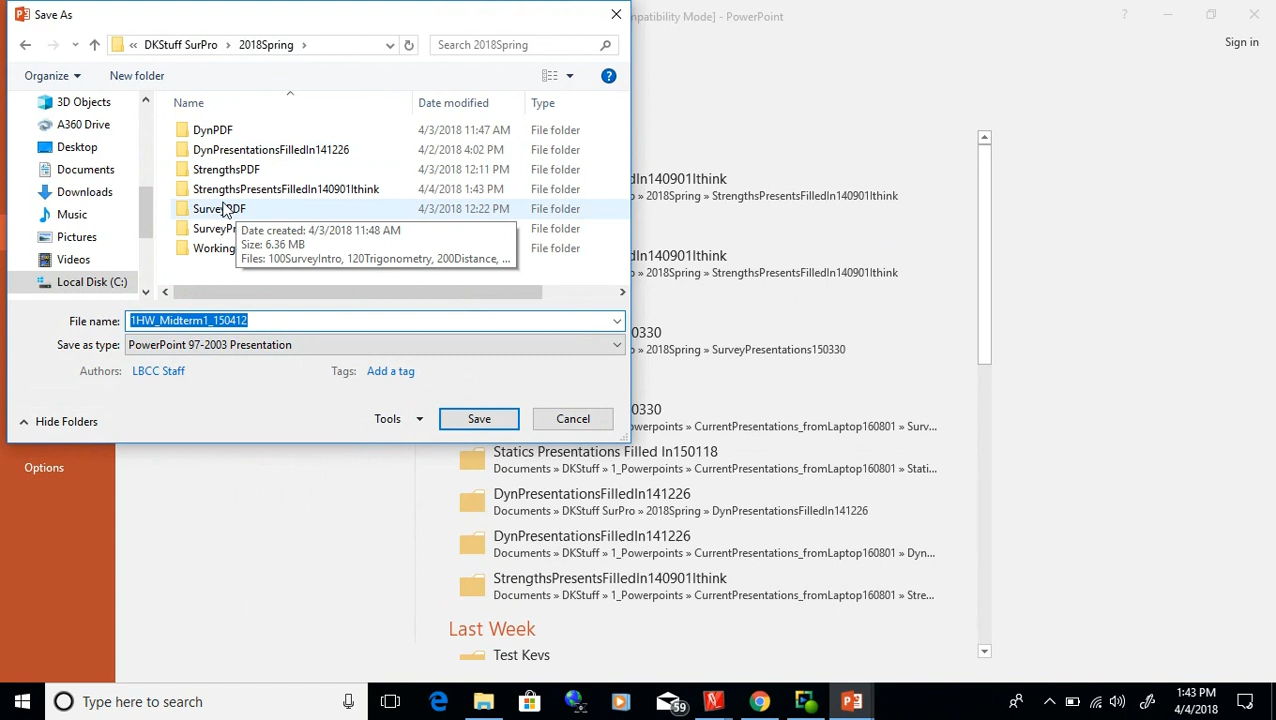 Save As
ompatibility Mode] - PowerPoint
?
Sign in
DKStuff SurPro
2018Spring
Search 2018Spring
Organize
New folder
?
3D Objects
A360 Drive
Desktop
Documents
Downloads
Music
Pictures
Videos
Local Disk (C:)
Name
Date modified
Type
DynPDF
4/3/2018 11:47 AM
File folder
DynPresentationsFilledIn141226
4/2/2018 4:02 PM
File folder
StrengthsPDF
4/3/2018 12:11 PM
File folder
StrengthsPresentsFilledIn140901Ithink
4/4/2018 1:43 PM
File folder
SurveyPDF
4/3/2018 12:22 PM
File folder
SurveyPr
File folder
Working
File folder
Date created: 4/3/2018 11:48 AM
Size: 6.36 MB
Files: 100SurveyIntro, 120Trigonometry, 200Distance, ...
File name:
1HW_Midterm1_150412
Save as type:
PowerPoint 97-2003 Presentation
Authors:
LBCC Staff
Tags:
Add a tag
Hide Folders
Tools
Save
Cancel
Options
dIn140901Ithink
» 2018Spring » StrengthsPresentsFilledIn140901Ithink
dIn140901Ithink
» 2018Spring » StrengthsPresentsFilledIn140901Ithink
0330
» 2018Spring » SurveyPresentations150330
0330
owerpoints » CurrentPresentations_fromLaptop160801 » Surv...
Statics Presentations Filled In150118
Documents » DKStuff » 1_Powerpoints » CurrentPresentations_fromLaptop160801 » Stati...
DynPresentationsFilledIn141226
Documents » DKStuff SurPro » 2018Spring » DynPresentationsFilledIn141226
DynPresentationsFilledIn141226
Documents » DKStuff » 1_Powerpoints » CurrentPresentations_fromLaptop160801 » Dyn...
StrengthsPresentsFilledIn140901Ithink
Documents » DKStuff » 1_Powerpoints » CurrentPresentations_fromLaptop160801 » Stre...
Last Week
Test Keys
Type here to search
59
1:43 PM
4/4/2018